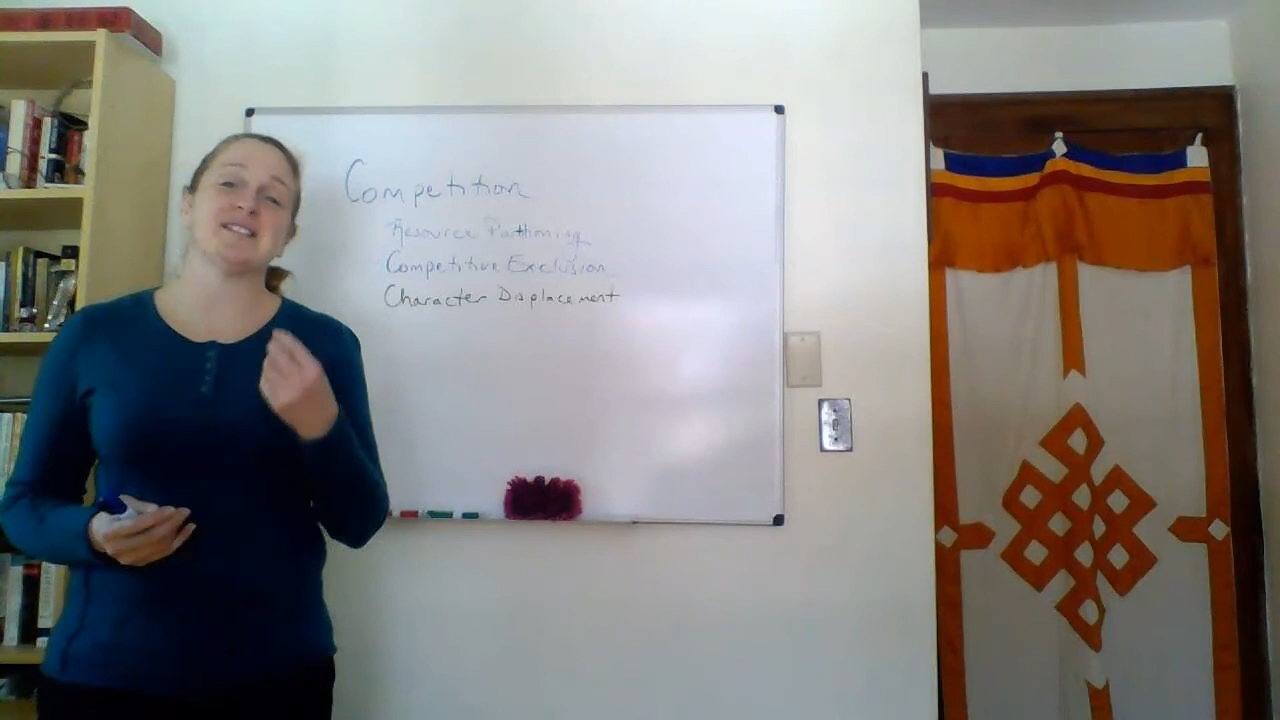 Competition
Resource Partitioning
Competitive Exclusion
Character Displacement